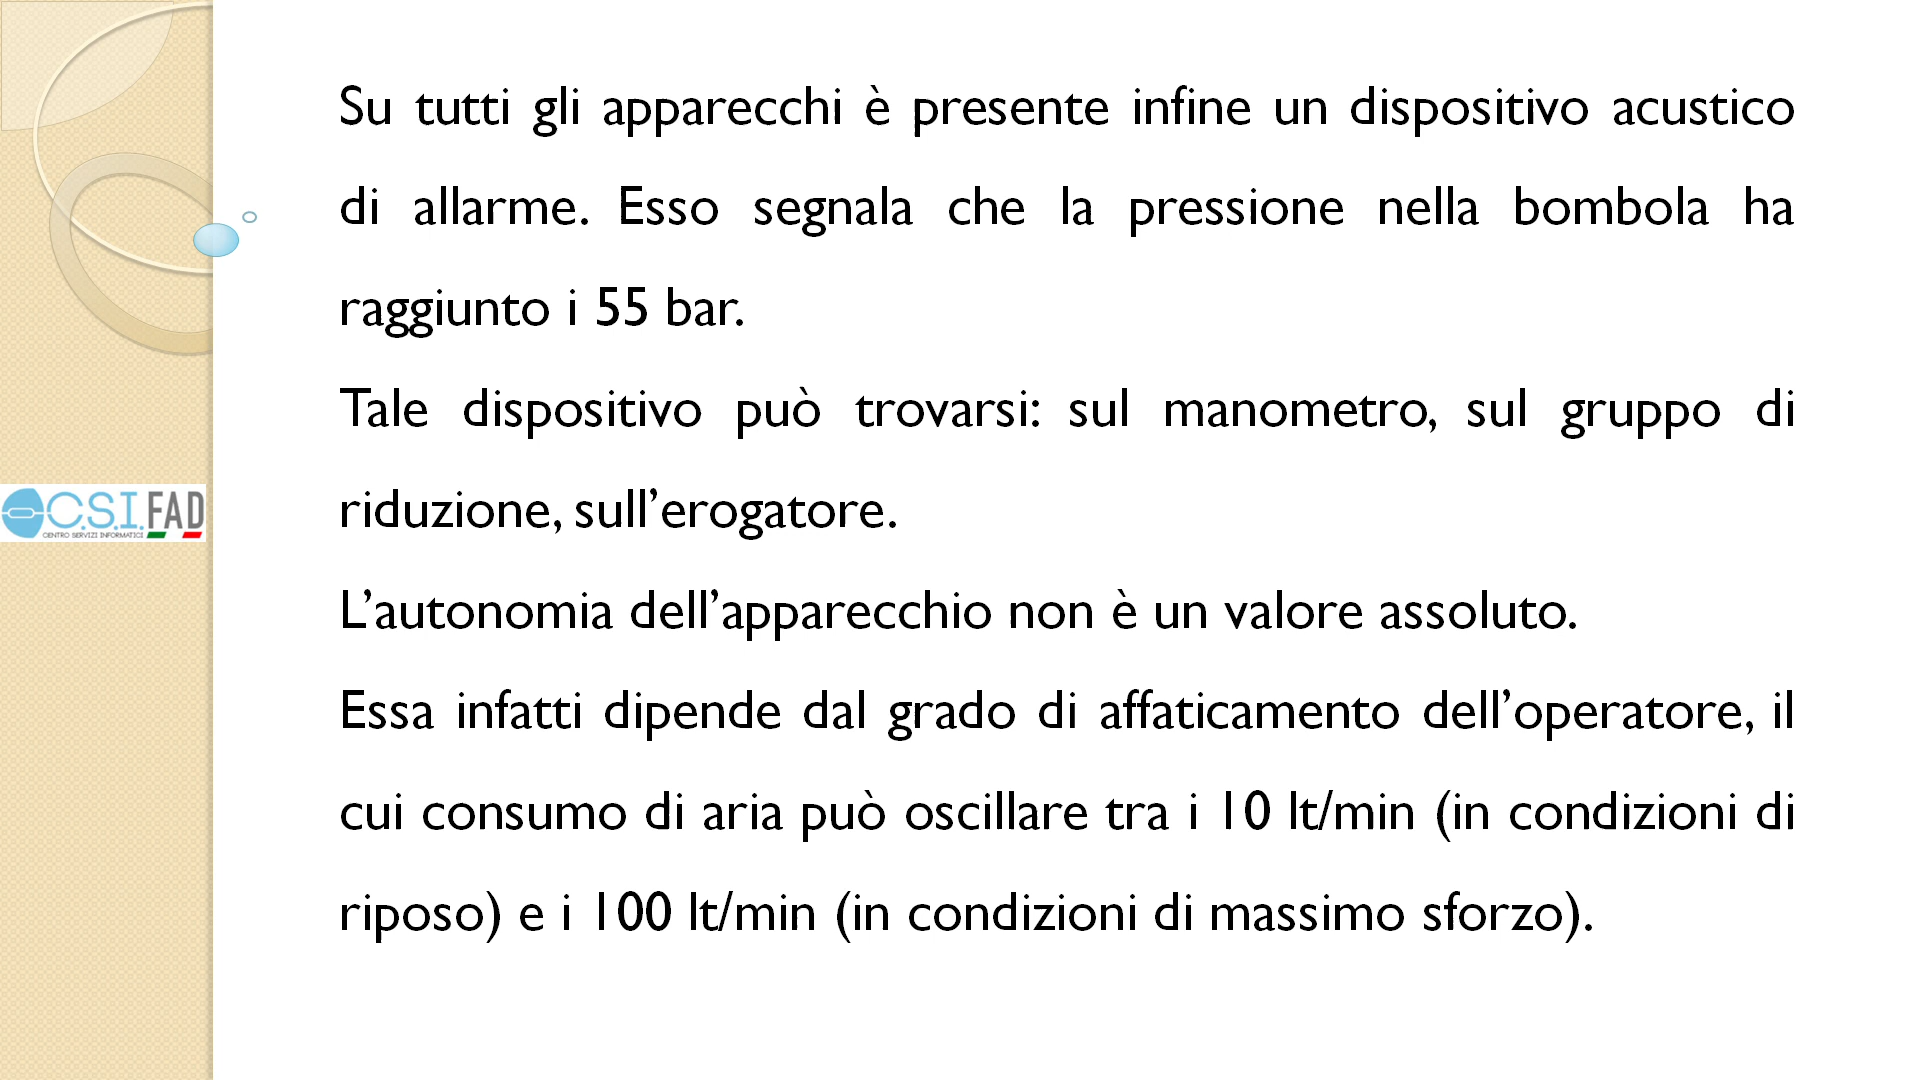 Su tutti gli apparecchi è presente infine un dispositivo acustico
di allarme. Esso segnala che la pressione nella bombola ha
raggiunto i 55 bar.
Tale dispositivo può trovarsi: sul manometro, sul gruppo di
riduzione, sull’erogatore.
L’autonomia dell’apparecchio non è un valore assoluto.
Essa infatti dipende dal grado di affaticamento dell’operatore, il
cui consumo di aria può oscillare tra i 10 lt/min (in condizioni di
riposo) e i 100 lt/min (in condizioni di massimo sforzo).
C.S.I.FAD
CENTRO SERVIZI INFORMATICI